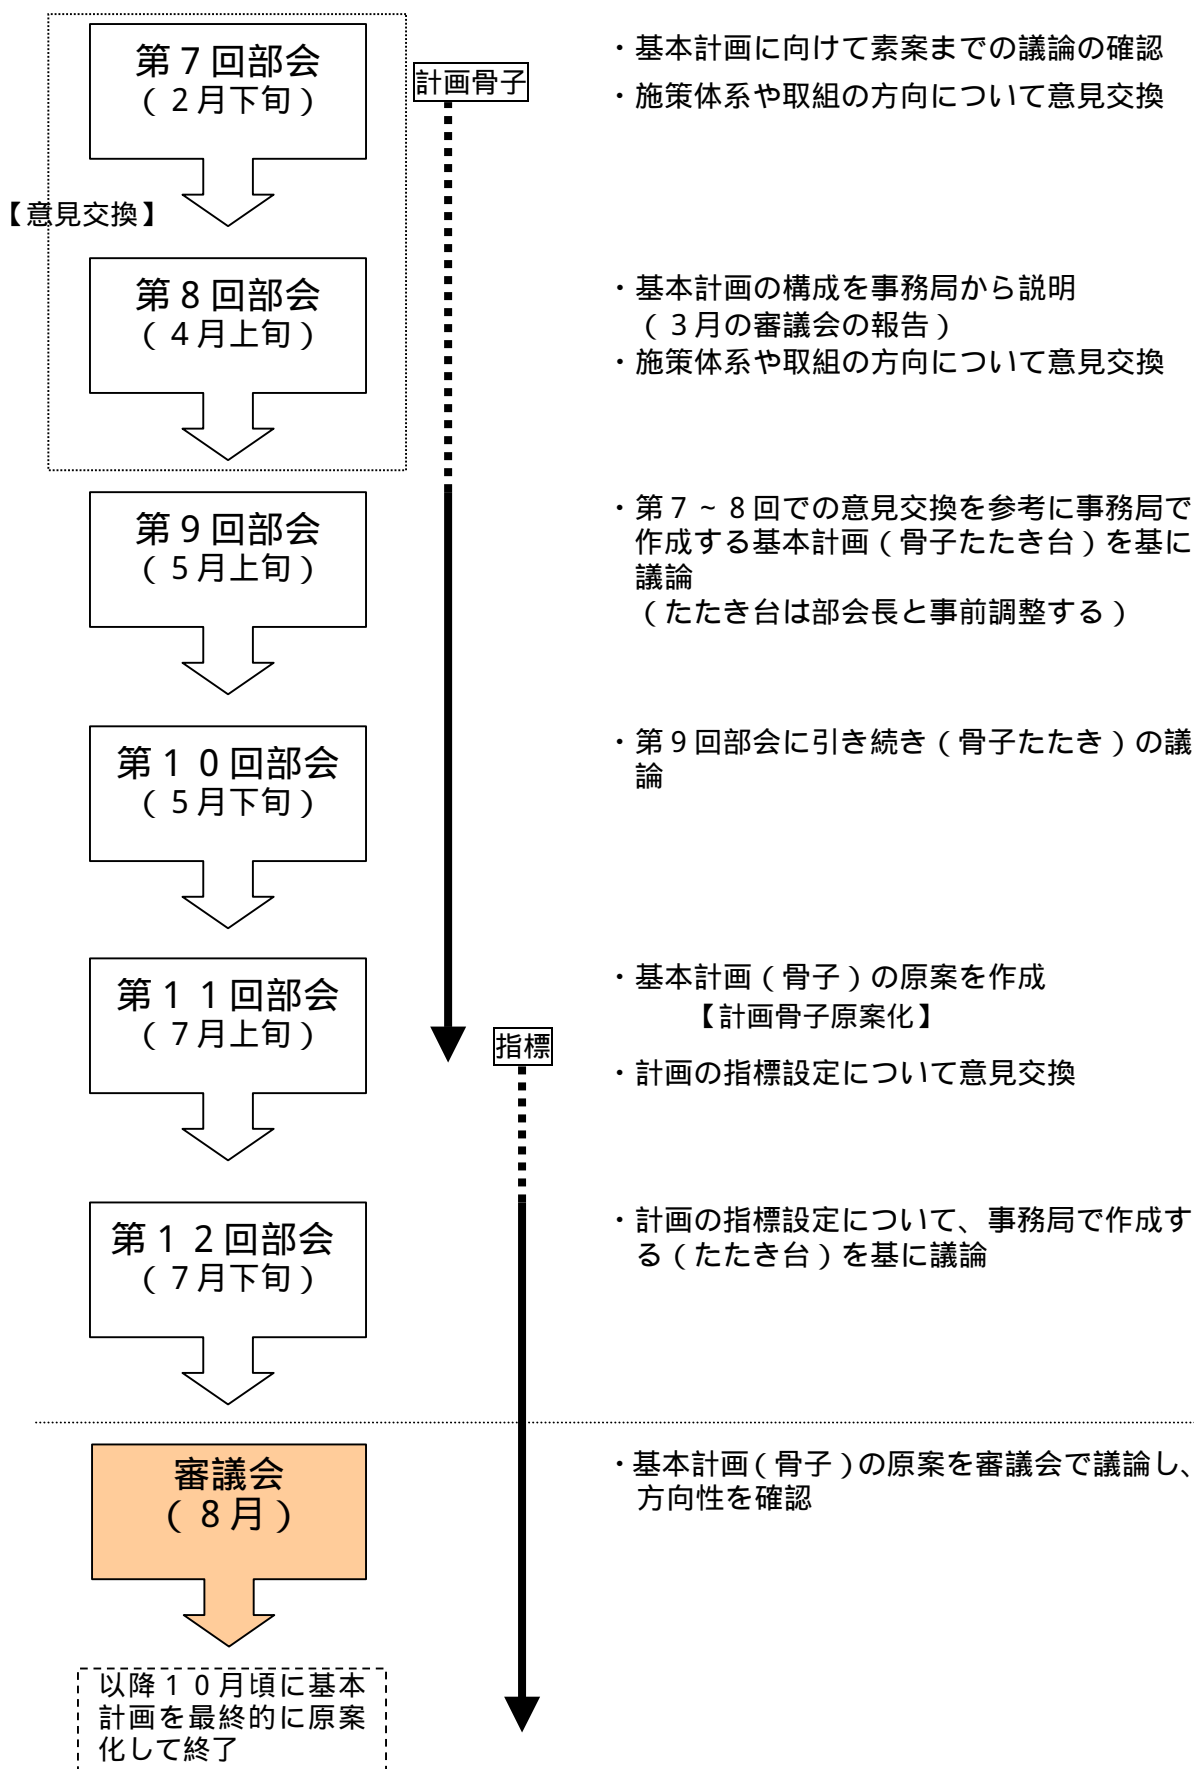 第７回部会
（２月下旬）
計画骨子
・基本計画に向けて素案までの議論の確認
・施策体系や取組の方向について意見交換
【意見交換】
第８回部会
（４月上旬）
・基本計画の構成を事務局から説明
（３月の審議会の報告）
・施策体系や取組の方向について意見交換
第９回部会
（５月上旬）
・第７～８回での意見交換を参考に事務局で
作成する基本計画（骨子たたき台）を基に
議論
（たたき台は部会長と事前調整する）
第１０回部会
（５月下旬）
・第９回部会に引き続き（骨子たたき）の議
論
第１１回部会
（７月上旬）
・基本計画（骨子）の原案を作成
【計画骨子原案化】
指標
・計画の指標設定について意見交換
第１２回部会
（７月下旬）
・計画の指標設定について、事務局で作成す
る（たたき台）を基に議論
審議会
（８月）
・基本計画（骨子）の原案を審議会で議論し、
方向性を確認
以降１０月頃に基本
計画を最終的に原案
化して終了